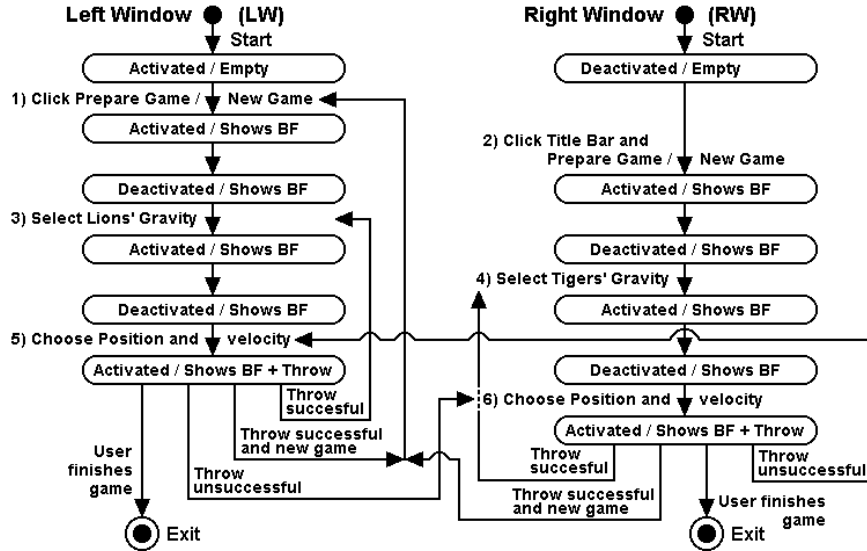 Left Window (LW)
Start
Activated / Empty
1) Click Prepare Game / New Game
Activated / Shows BF
Deactivated / Shows BF
3) Select Lions' Gravity
Activated / Shows BF
Deactivated / Shows BF
5) Choose Position and velocity
Activated / Shows BF + Throw
Throw
succesful
Throw successful
and new game
Throw
unsuccessful
User
finishes
game
Exit
Right Window (RW)
Start
Deactivated / Empty
2) Click Title Bar and
Prepare Game / New Game
Activated / Shows BF
Deactivated / Shows BF
4) Select Tigers' Gravity
Activated / Shows BF
Deactivated / Shows BF
6) Choose Position and velocity
Activated / Shows BF + Throw
Throw
succesful
Throw
unsuccessful
Throw successful
and new game
User finishes
game
Exit